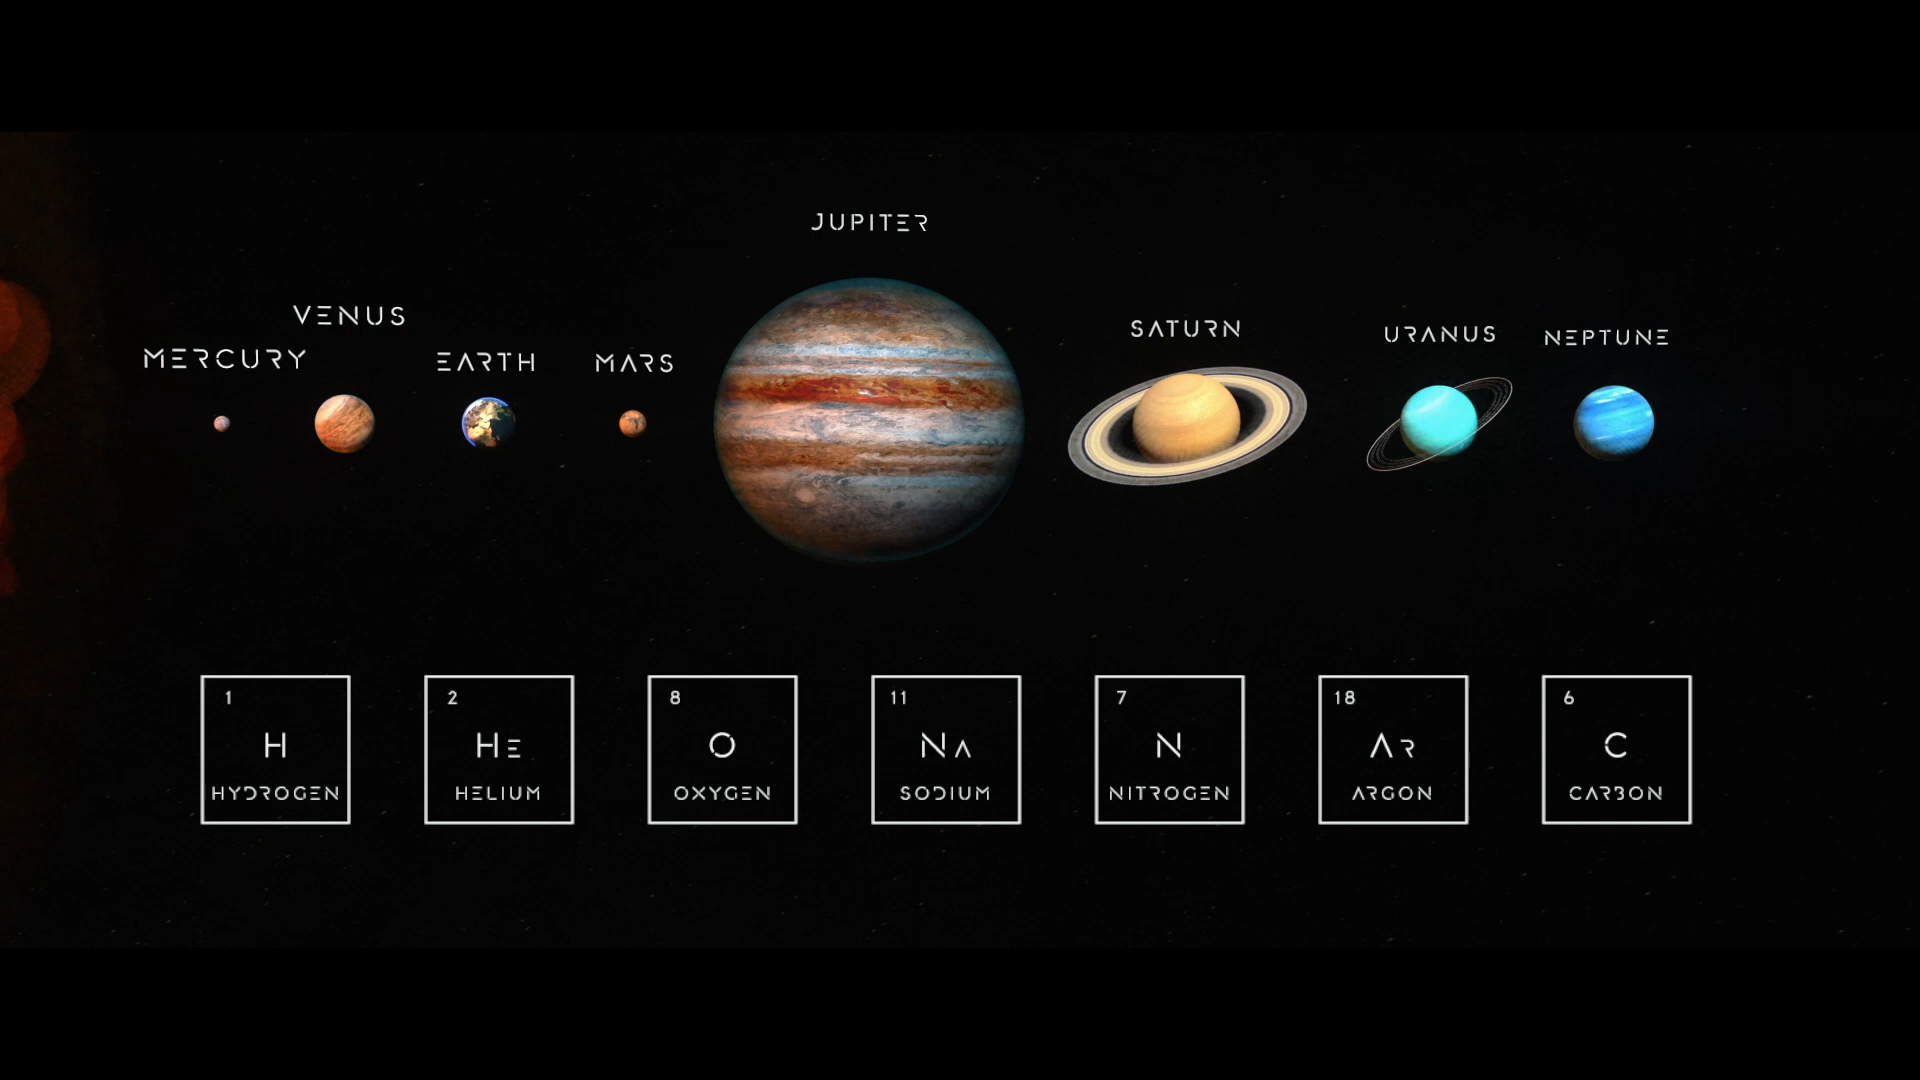 JUPITER
VENUS
SATURN
URANUS
NEPTUNE
MERCURY
EARTH
MARS
1
H
HYDROGEN
2
He
HELIUM
8
O
OXYGEN
11
Na
SODIUM
7
N
NITROGEN
18
Ar
ARGON
6
C
CARBON